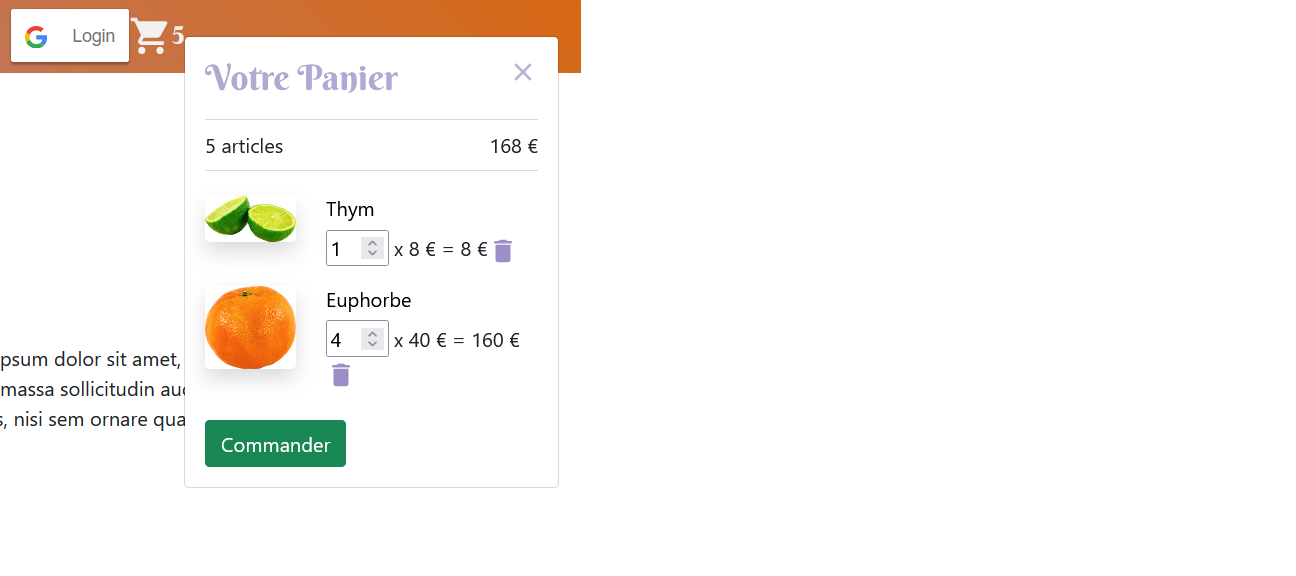 Login
5
Votre Panier
5 articles 168 €
Thym
1 x 8 € = 8 €
Euphorbe
4 x 40 € = 160 €
psum dolor sit amet,
massa sollicitudin auc
s, nisi sem ornare qua
Commander